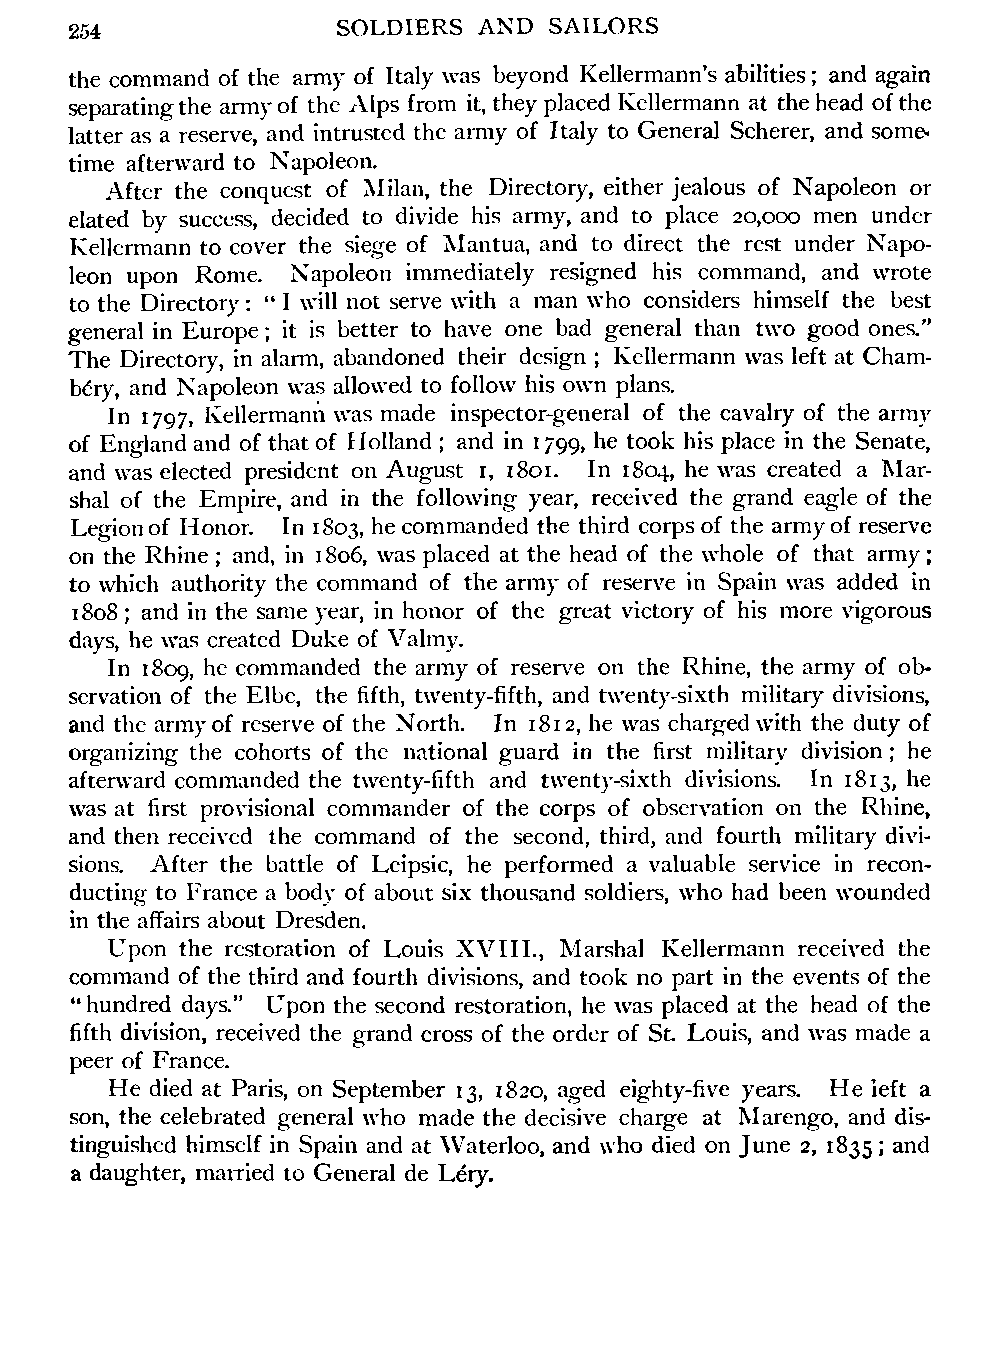 254 SOLDIERS AND SAILORS
the command of the army of Italy was beyond Kellermann's abilities; and again
separating the army of the Alps from it, they placed Kellermann at the head of the
latter as a reserve, and intrusted the army of Italy to General Scherer, and some-
time afterward to Napoleon.
After the conquest of Milan, the Directory, either jealous of Napoleon or
elated by success, decided to divide his army, and to place 20,000 men under
Kellermann to cover the siege of Mantua, and to direct the rest under Napo-
leon upon Rome. Napoleon immediately resigned his command, and wrote
to the Directory: "I will not serve with a man who considers himself the best
general in Europe; it is better to have one bad general than two good ones."
The Directory, in alarm, abandoned their design; Kellermann was left at Cham-
béry, and Napoleon was allowed to follow his own plans.
In 1797, Kellermann was made inspector-general of the cavalry of the army
of England and of that of Holland; and in 1799, he took his place in the Senate,
and was elected president on August 1, 1801. In 1804, he was created a Mar-
shal of the Empire, and in the following year, received the grand eagle of the
Legion of Honor. In 1803, he commanded the third corps of the army of reserve
on the Rhine; and, in 1806, was placed at the head of the whole of that army;
to which authority the command of the army of reserve in Spain was added in
1808; and in the same year, in honor of the great victory of his more vigorous
days, he was created Duke of Valmy.
In 1809, he commanded the army of reserve on the Rhine, the army of ob-
servation of the Elbe, the fifth, twenty-fifth, and twenty-sixth military divisions,
and the army of reserve of the North. In 1812, he was charged with the duty of
organizing the cohorts of the national guard in the first military division; he
afterward commanded the twenty-fifth and twenty-sixth divisions. In 1813, he
was at first provisional commander of the corps of observation on the Rhine,
and then received the command of the second, third, and fourth military divi-
sions. After the battle of Leipsic, he performed a valuable service in recon-
ducting to France a body of about six thousand soldiers, who had been wounded
in the affairs about Dresden.
Upon the restoration of Louis XVIII., Marshal Kellermann received the
command of the third and fourth divisions, and took no part in the events of the
"hundred days." Upon the second restoration, he was placed at the head of the
fifth division, received the grand cross of the order of St. Louis, and was made a
peer of France.
He died at Paris, on September 13, 1820, aged eighty-five years. He left a
son, the celebrated general who made the decisive charge at Marengo, and dis-
tinguished himself in Spain and at Waterloo, and who died on June 2, 1835; and
a daughter, married to General de Léry.